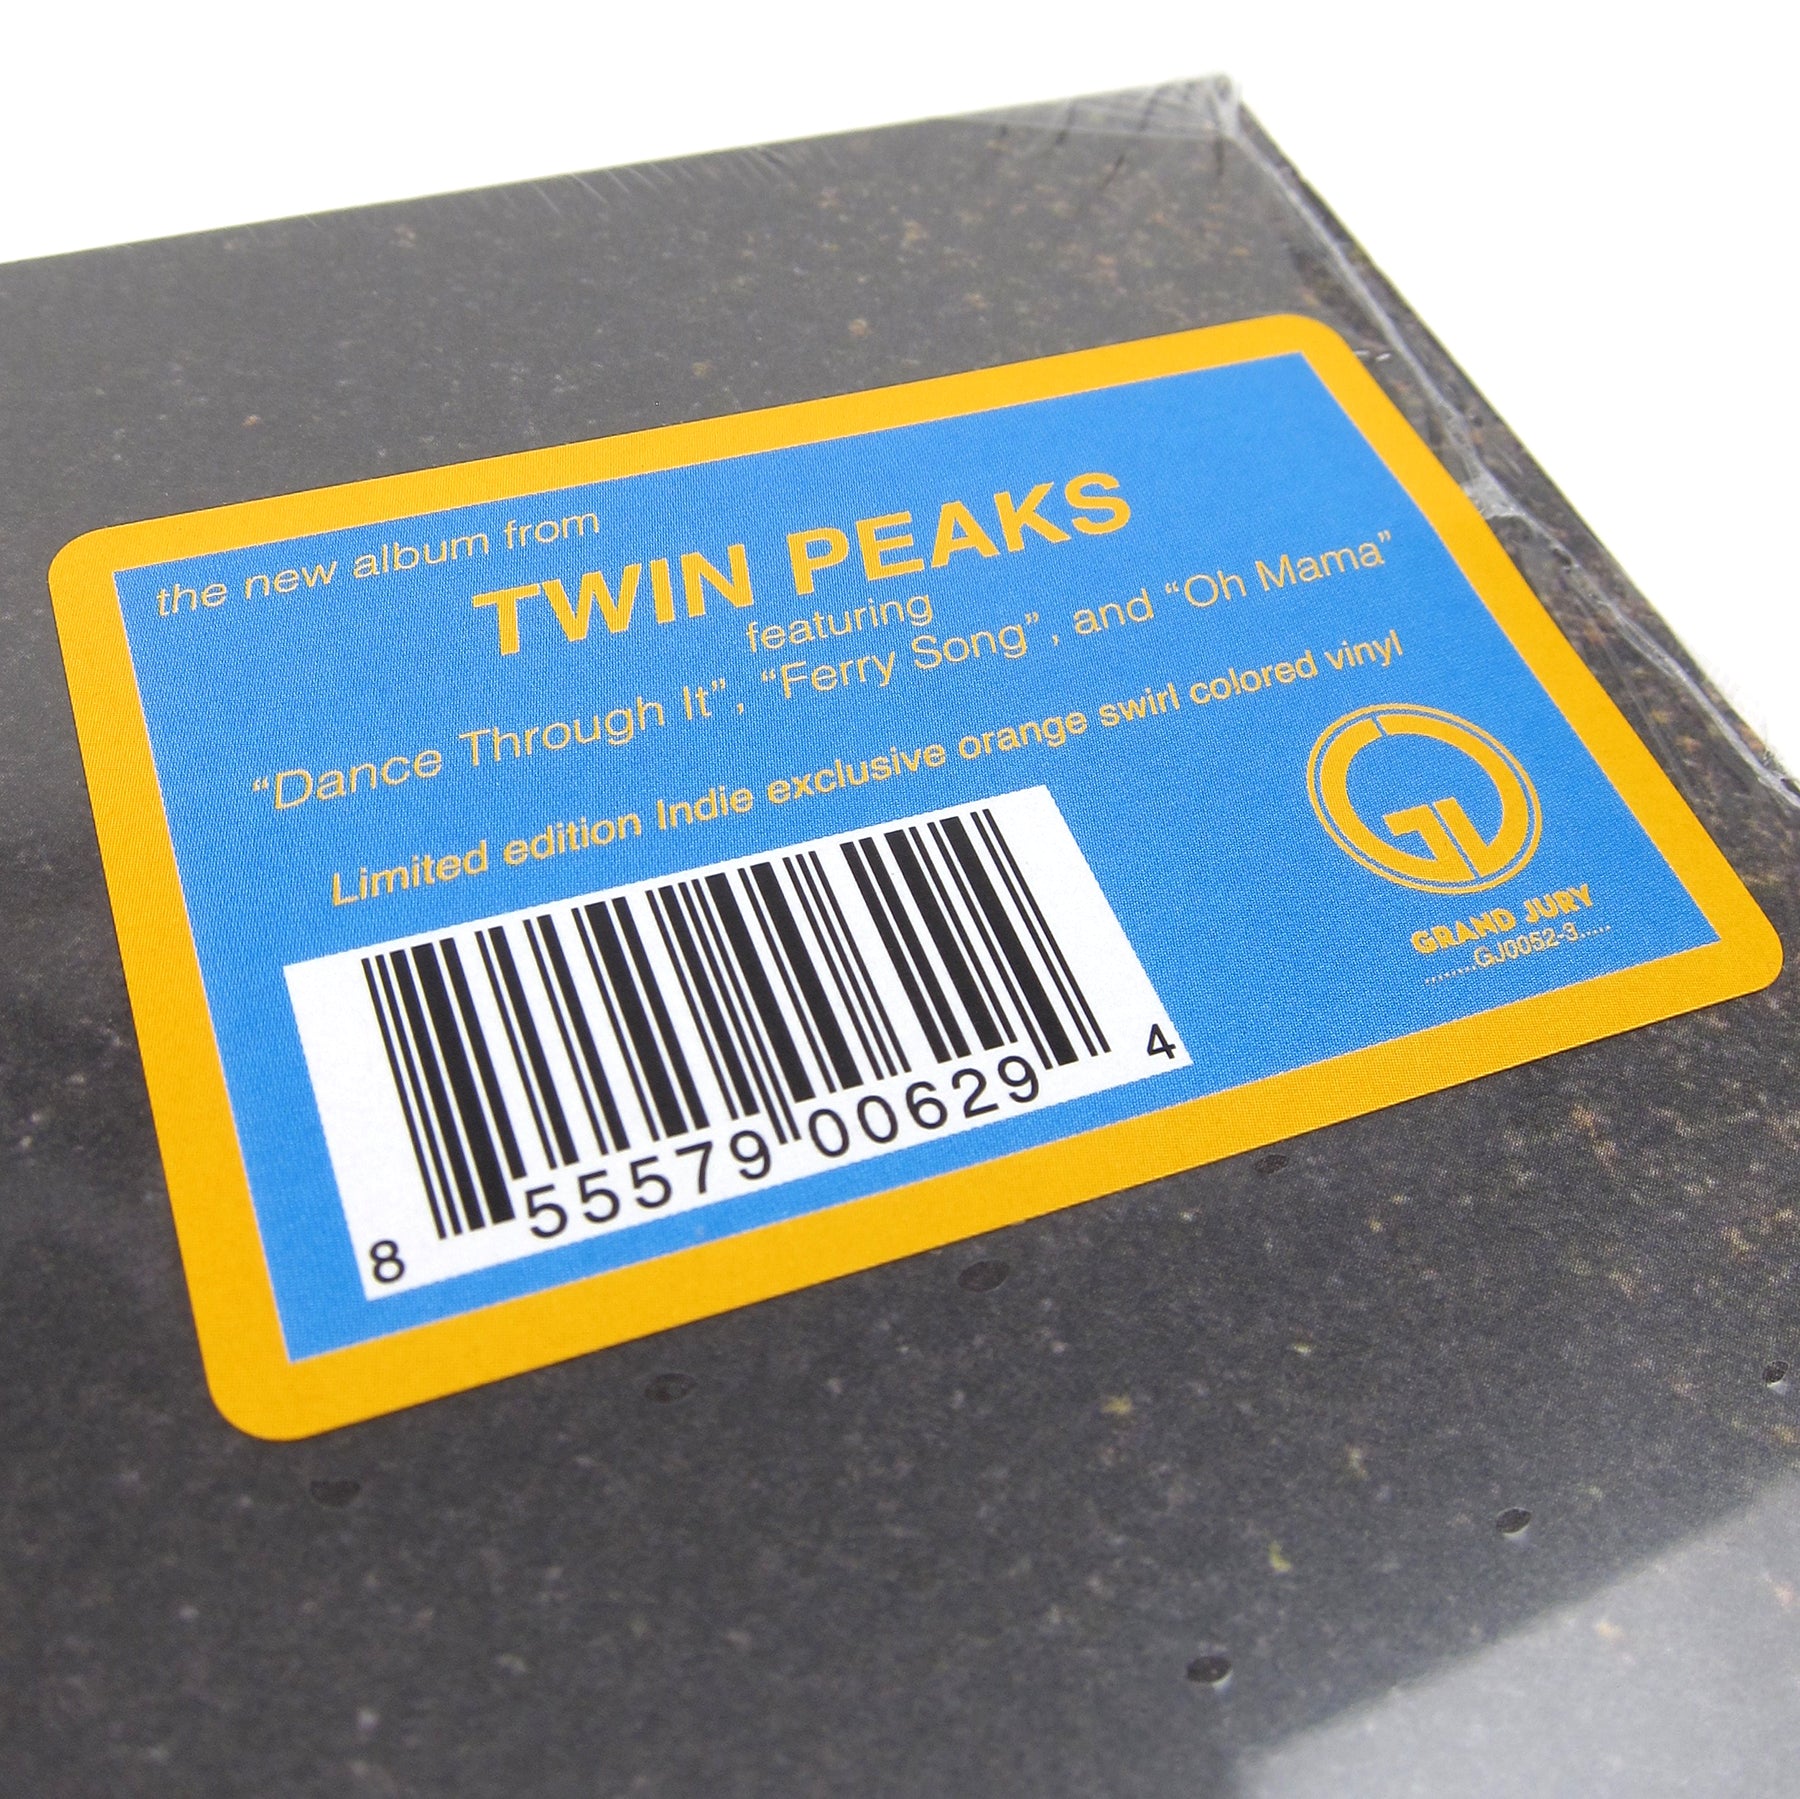 the new album from
TWIN PEAKS
featuring
“Dance Through It”, “Ferry Song”, and “Oh Mama”
Limited edition Indie exclusive orange swirl colored vinyl
GRAND JURY
.........GJ0052-3.....
8 55579 00629 4